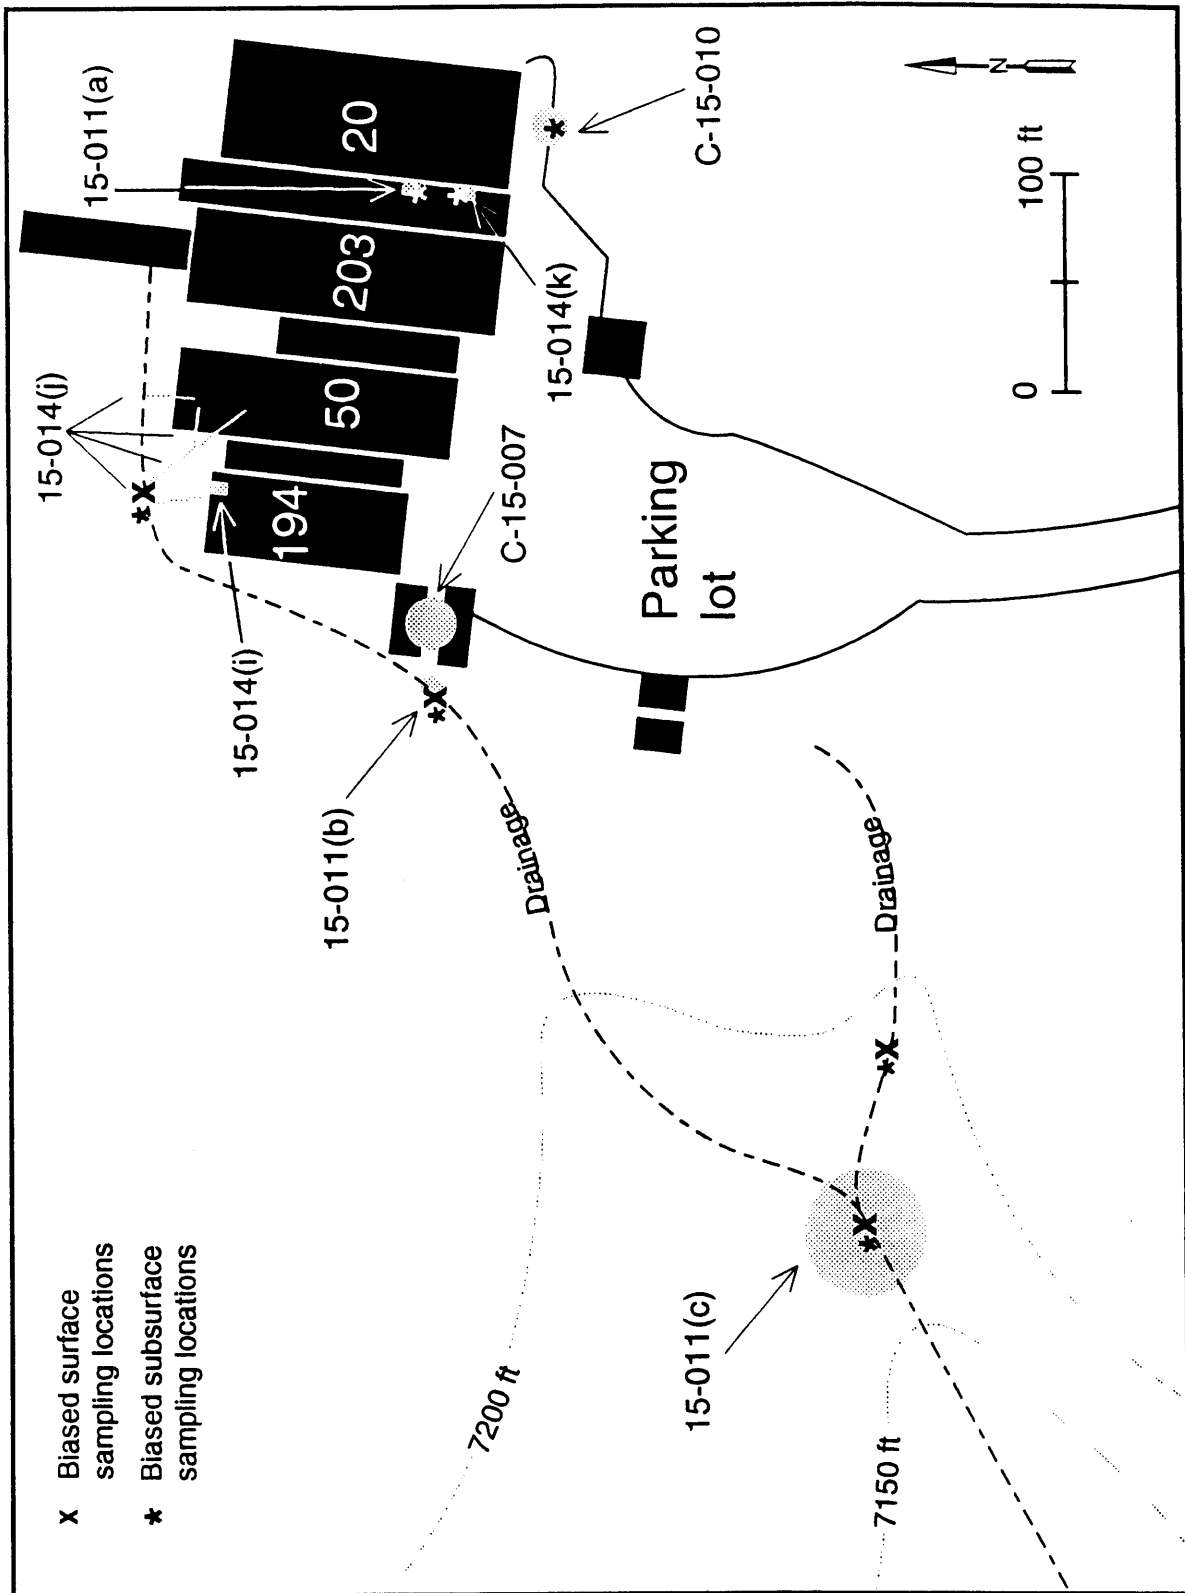 X Biased surface
sampling locations
* Biased subsurface
sampling locations
15-011(a)
15-014(j)
20
203
50
194
15-014(k)
C-15-010
C-15-007
15-014(i)
15-011(b)
Parking
lot
Drainage
Drainage
15-011(c)
7200 ft
7150 ft
0
100 ft
N
X
*
X
*
X
*
X
*
*
*
*